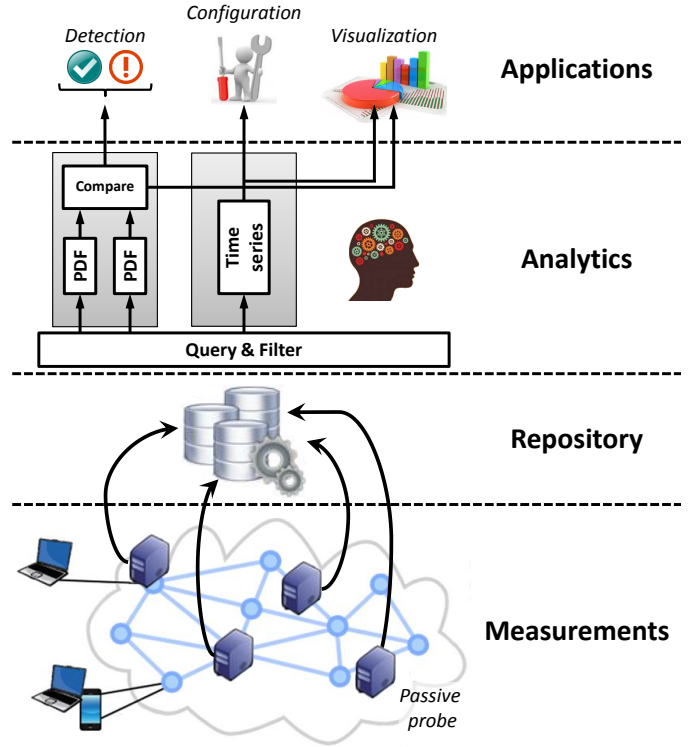 Detection
Configuration
Visualization
Applications
Compare
PDF
PDF
Time
series
Analytics
Query & Filter
Repository
Measurements
Passive
probe